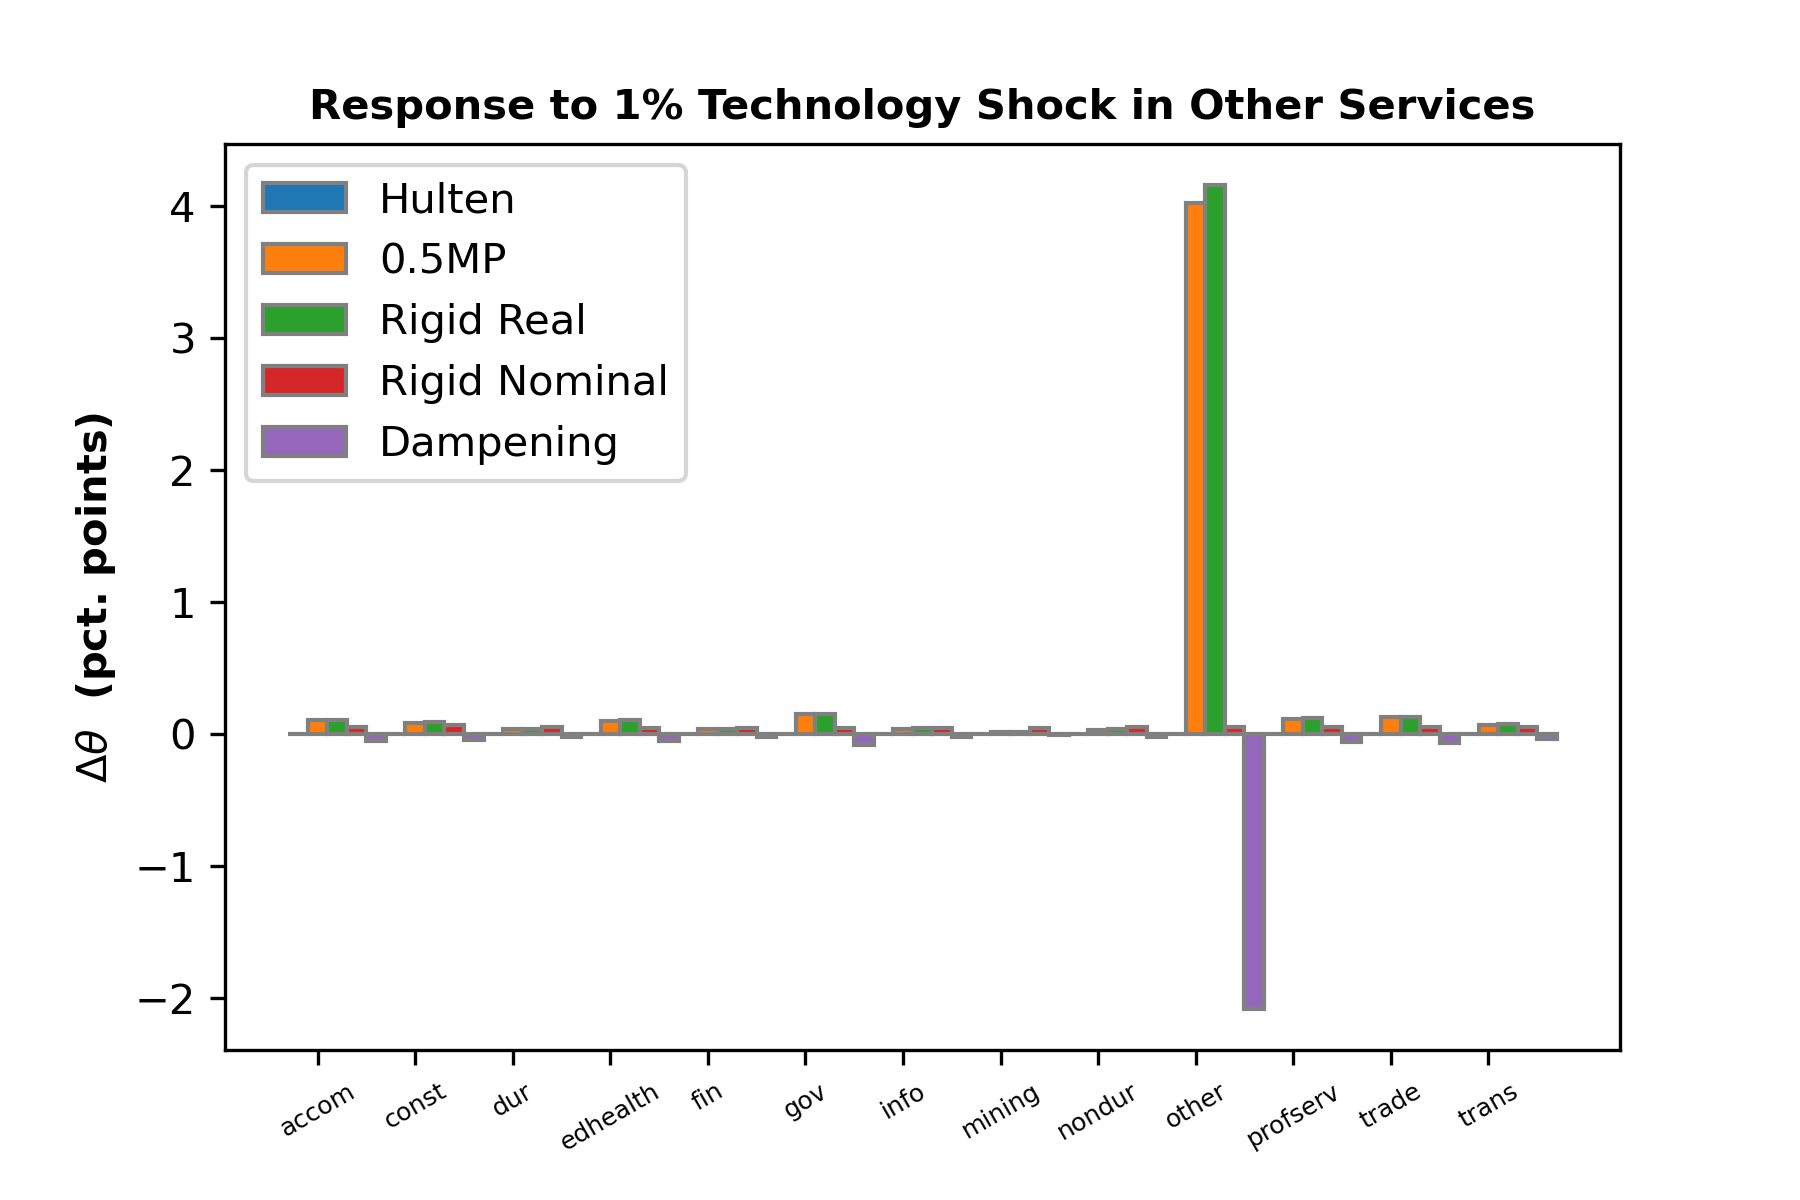 Response to 1% Technology Shock in Other Services
Hulten
0.5MP
Rigid Real
Rigid Nominal
Dampening
4
3
2
1
0
−1
−2
Δθ (pct. points)
accom
const
dur
edhealth
fin
gov
info
mining
nondur
other
profserv
trade
trans